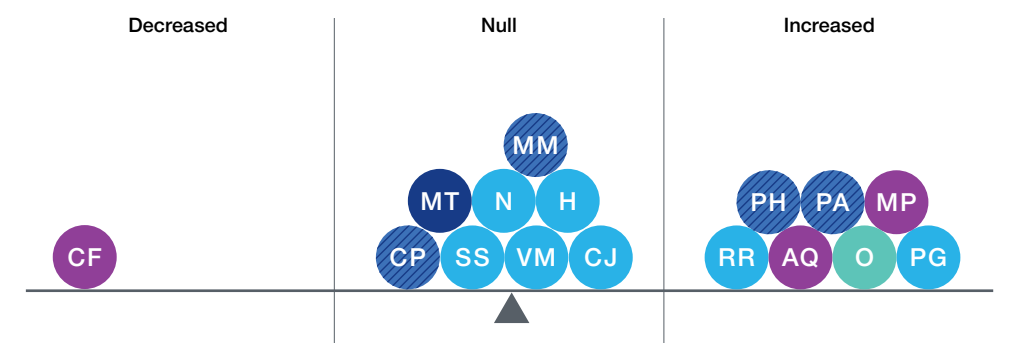 Decreased Null Increased
MM
MT N H PH PA MP
CF CP SS VM CJ RR AQ O PG